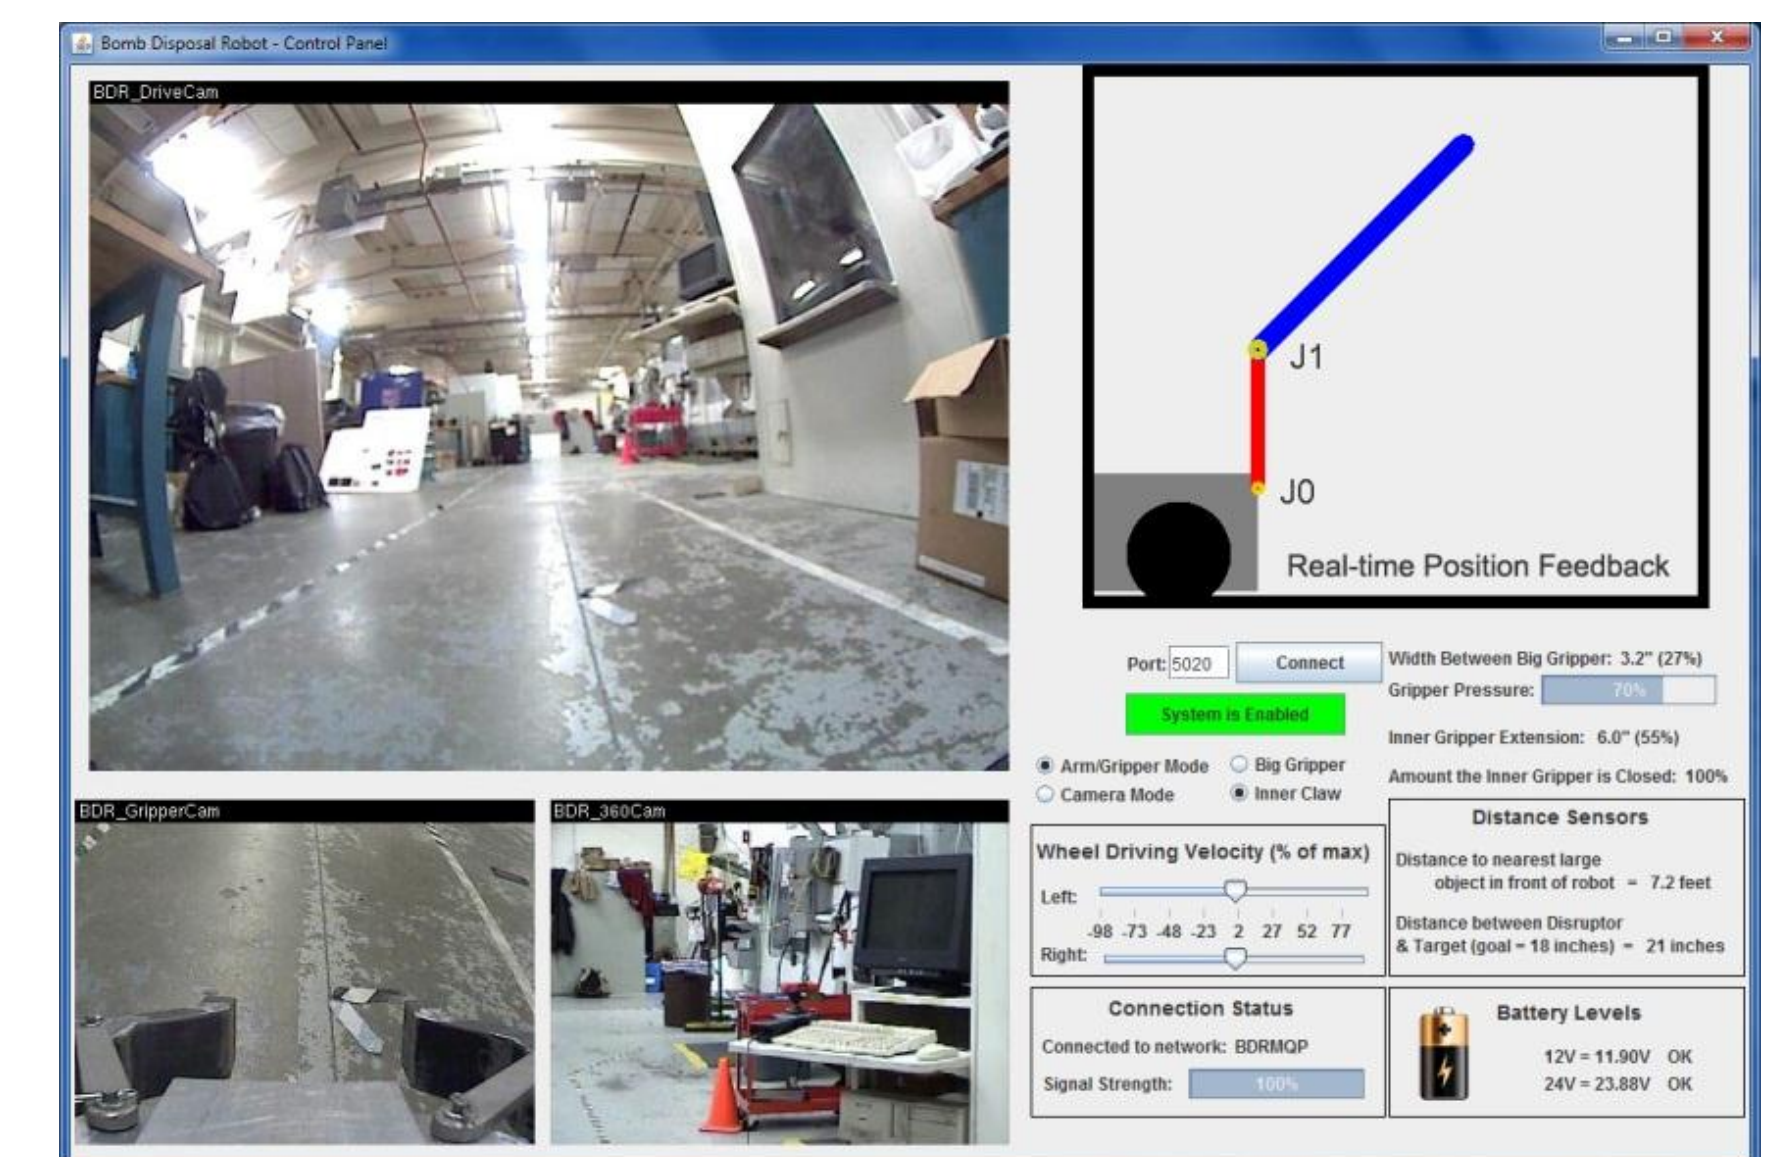 Bomb Disposal Robot - Control Panel
BDR_DriveCam
J1
J0
Real-time Position Feedback
Port: 5020 Connect
System is Enabled
Arm/Gripper Mode Big Gripper
Camera Mode Inner Claw
Width Between Big Gripper: 3.2" (27%)
Gripper Pressure: 70%
Inner Gripper Extension: 6.0" (55%)
Amount the Inner Gripper is Closed: 100%
BDR_GripperCam
BDR_360Cam
Wheel Driving Velocity (% of max)
Left:
-98 -73 -48 -23 2 27 52 77
Right:
Distance Sensors
Distance to nearest large
object in front of robot = 7.2 feet
Distance between Disruptor
& Target (goal = 18 inches) = 21 inches
Connection Status
Connected to network: BDRMQP
Signal Strength: 100%
Battery Levels
12V = 11.90V OK
24V = 23.88V OK